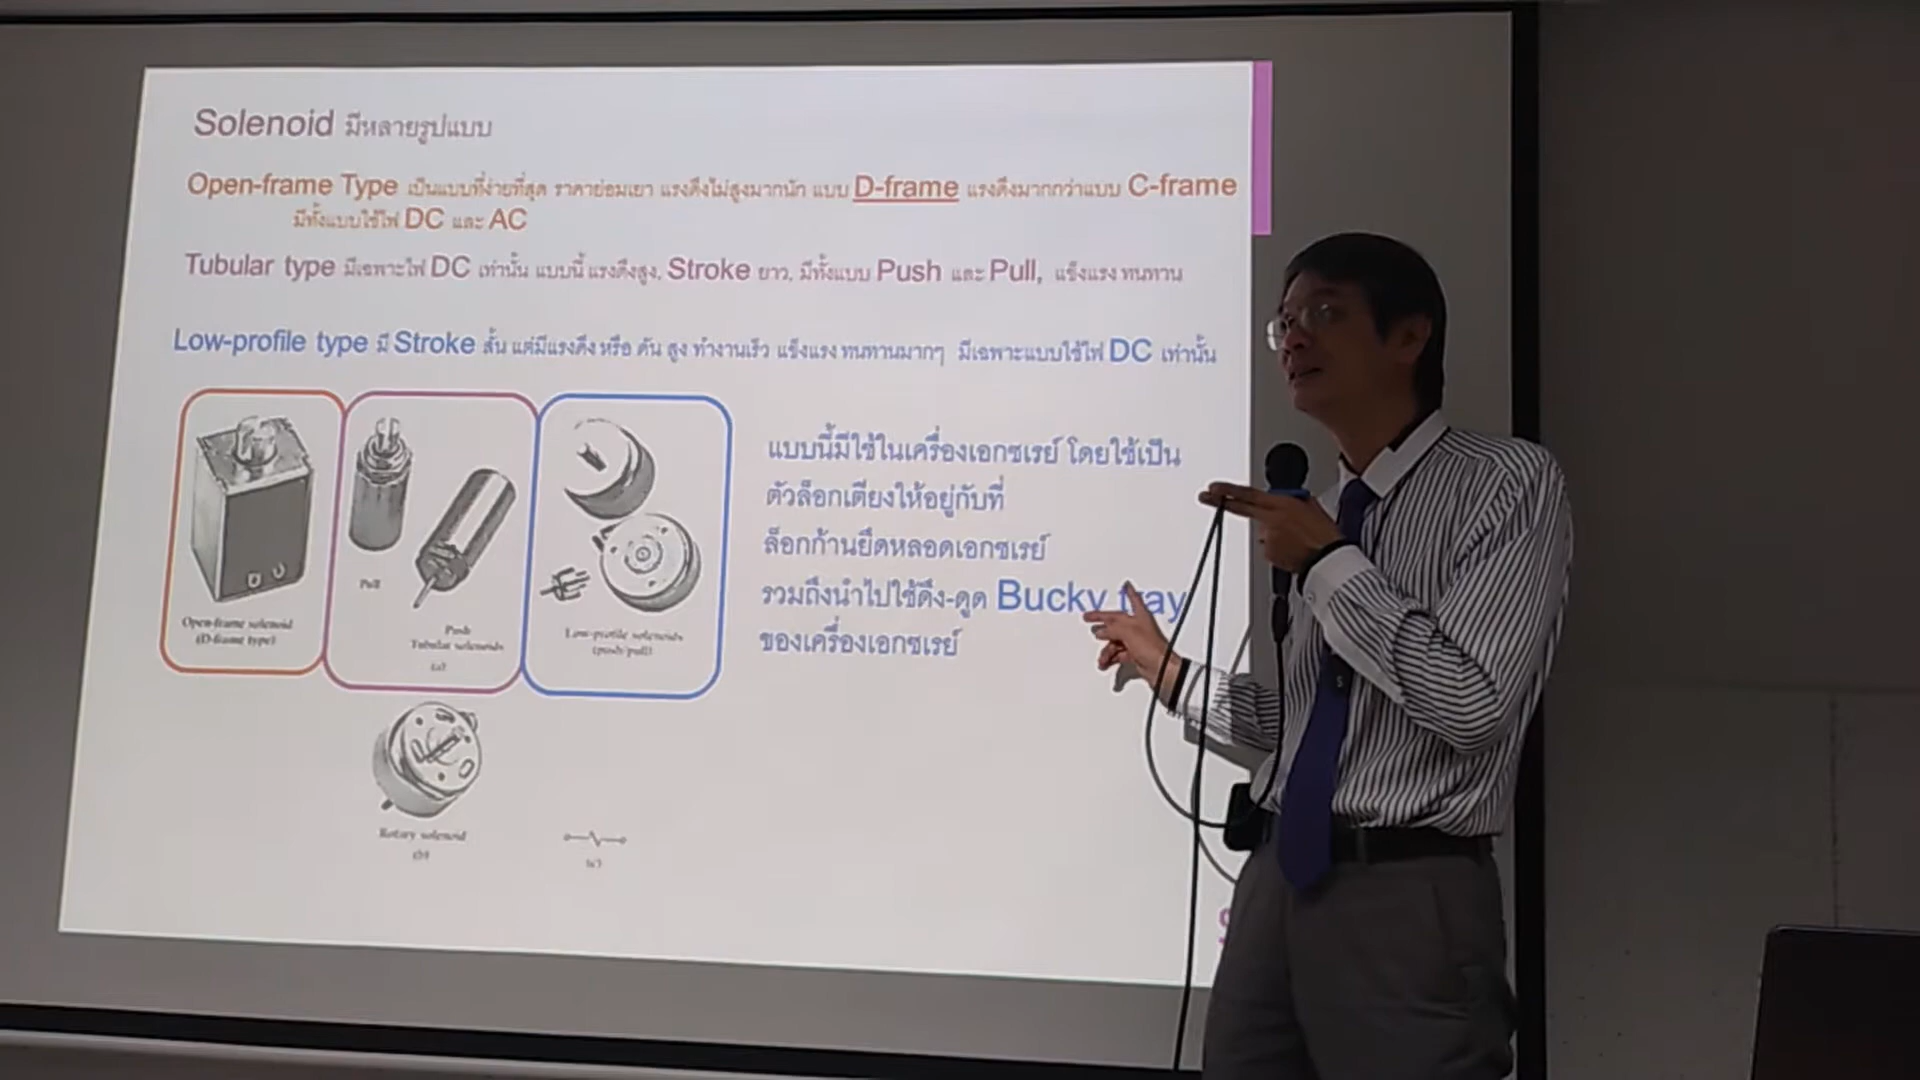 Solenoid มีหลายรูปแบบ
Open-frame Type เป็นแบบที่ง่ายที่สุด ราคาย่อมเยา แรงดึงไม่สูงมากนัก แบบ D-frame แรงดึงมากกว่าแบบ C-frame
มีทั้งแบบใช้ไฟ DC และ AC
Tubular type มีเฉพาะไฟ DC เท่านั้น แบบนี้ แรงดึงสูง, Stroke ยาว, มีทั้งแบบ Push และ Pull, แข็งแรง ทนทาน
Low-profile type มี Stroke สั้น แต่มีแรงดึง หรือ ดัน สูง ทำงานเร็ว แข็งแรง ทนทานมากๆ มีเฉพาะแบบใช้ไฟ DC เท่านั้น
แบบนี้มีใช้ในเครื่องเอกซเรย์ โดยใช้เป็น
ตัวล็อกเตียงให้อยู่กับที่
ล็อกก้านยึดหลอดเอกซเรย์
รวมถึงนำไปใช้ดึง-ดูด Bucky tray
ของเครื่องเอกซเรย์
Pull
Open-frame solenoid
(D-frame type)
Push
Tubular solenoids
(a)
Low-profile solenoids
(push/pull)
Rotary solenoid
(b)
(c)